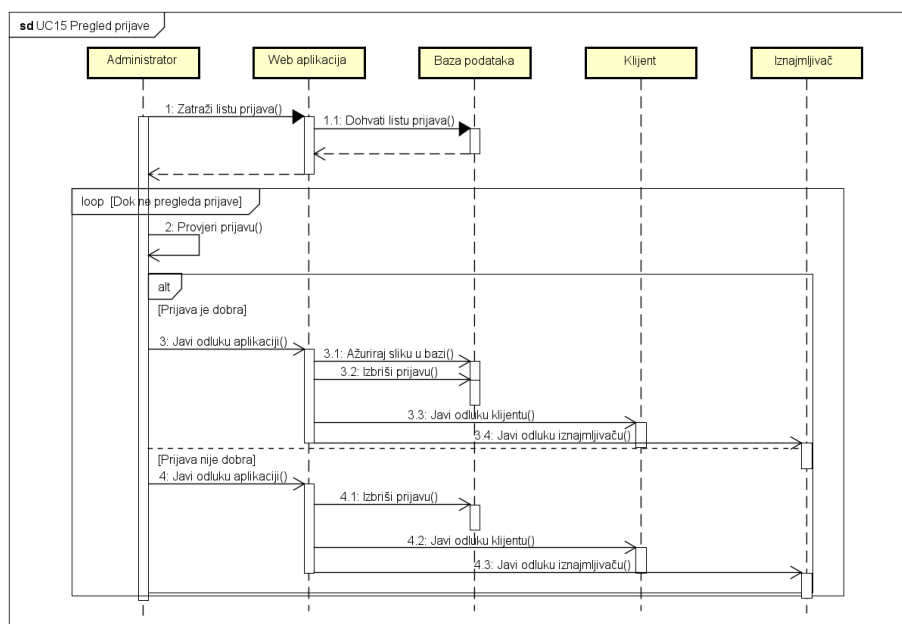 sd UC15 Pregled prijave
Administrator
Web aplikacija
Baza podataka
Klijent
Iznajmljivač
1: Zatraži listu prijava()
1.1: Dohvati listu prijava()
loop [Dok ne pregleda prijave]
2: Provjeri prijavu()
alt
[Prijava je dobra]
3: Javi odluku aplikaciji()
3.1: Ažuriraj sliku u bazi()
3.2: Izbriši prijavu()
3.3: Javi odluku klijentu()
3.4: Javi odluku iznajmljivaču()
[Prijava nije dobra]
4: Javi odluku aplikaciji()
4.1: Izbriši prijavu()
4.2: Javi odluku klijentu()
4.3: Javi odluku iznajmljivaču()